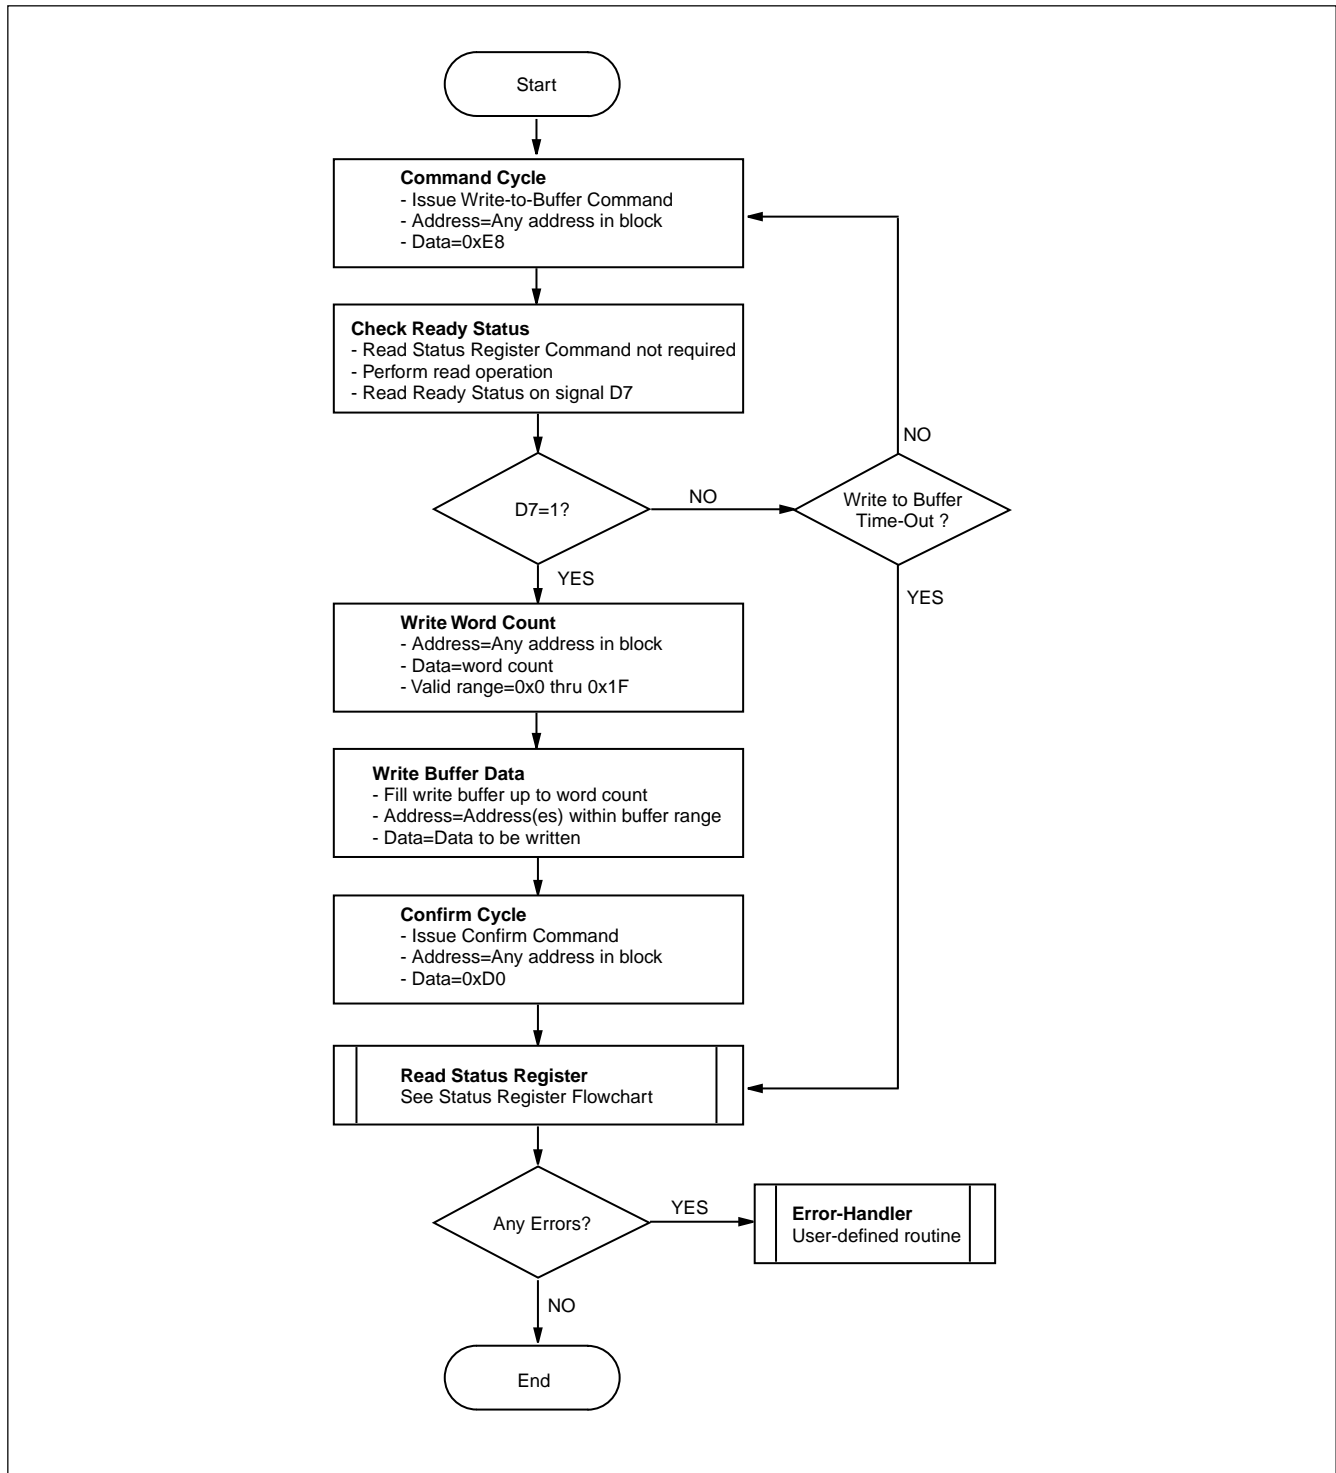 Start
Command Cycle
- Issue Write-to-Buffer Command
- Address=Any address in block
- Data=0xE8
Check Ready Status
- Read Status Register Command not required
- Perform read operation
- Read Ready Status on signal D7
NO
D7=1?
NO
Write to Buffer
Time-Out ?
YES
YES
Write Word Count
- Address=Any address in block
- Data=word count
- Valid range=0x0 thru 0x1F
Write Buffer Data
- Fill write buffer up to word count
- Address=Address(es) within buffer range
- Data=Data to be written
Confirm Cycle
- Issue Confirm Command
- Address=Any address in block
- Data=0xD0
Read Status Register
See Status Register Flowchart
Any Errors?
YES
Error-Handler
User-defined routine
NO
End